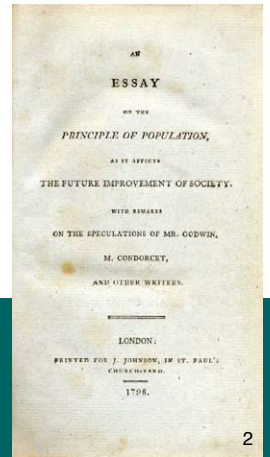 AN
ESSAY
ON THE
PRINCIPLE OF POPULATION,
AS IT AFFECTS
THE FUTURE IMPROVEMENT OF SOCIETY.
WITH REMARKS
ON THE SPECULATIONS OF MR. GODWIN,
M. CONDORCET,
AND OTHER WRITERS.
LONDON:
PRINTED FOR J. JOHNSON, IN ST. PAUL'S
CHURCH-YARD.
1798.
2